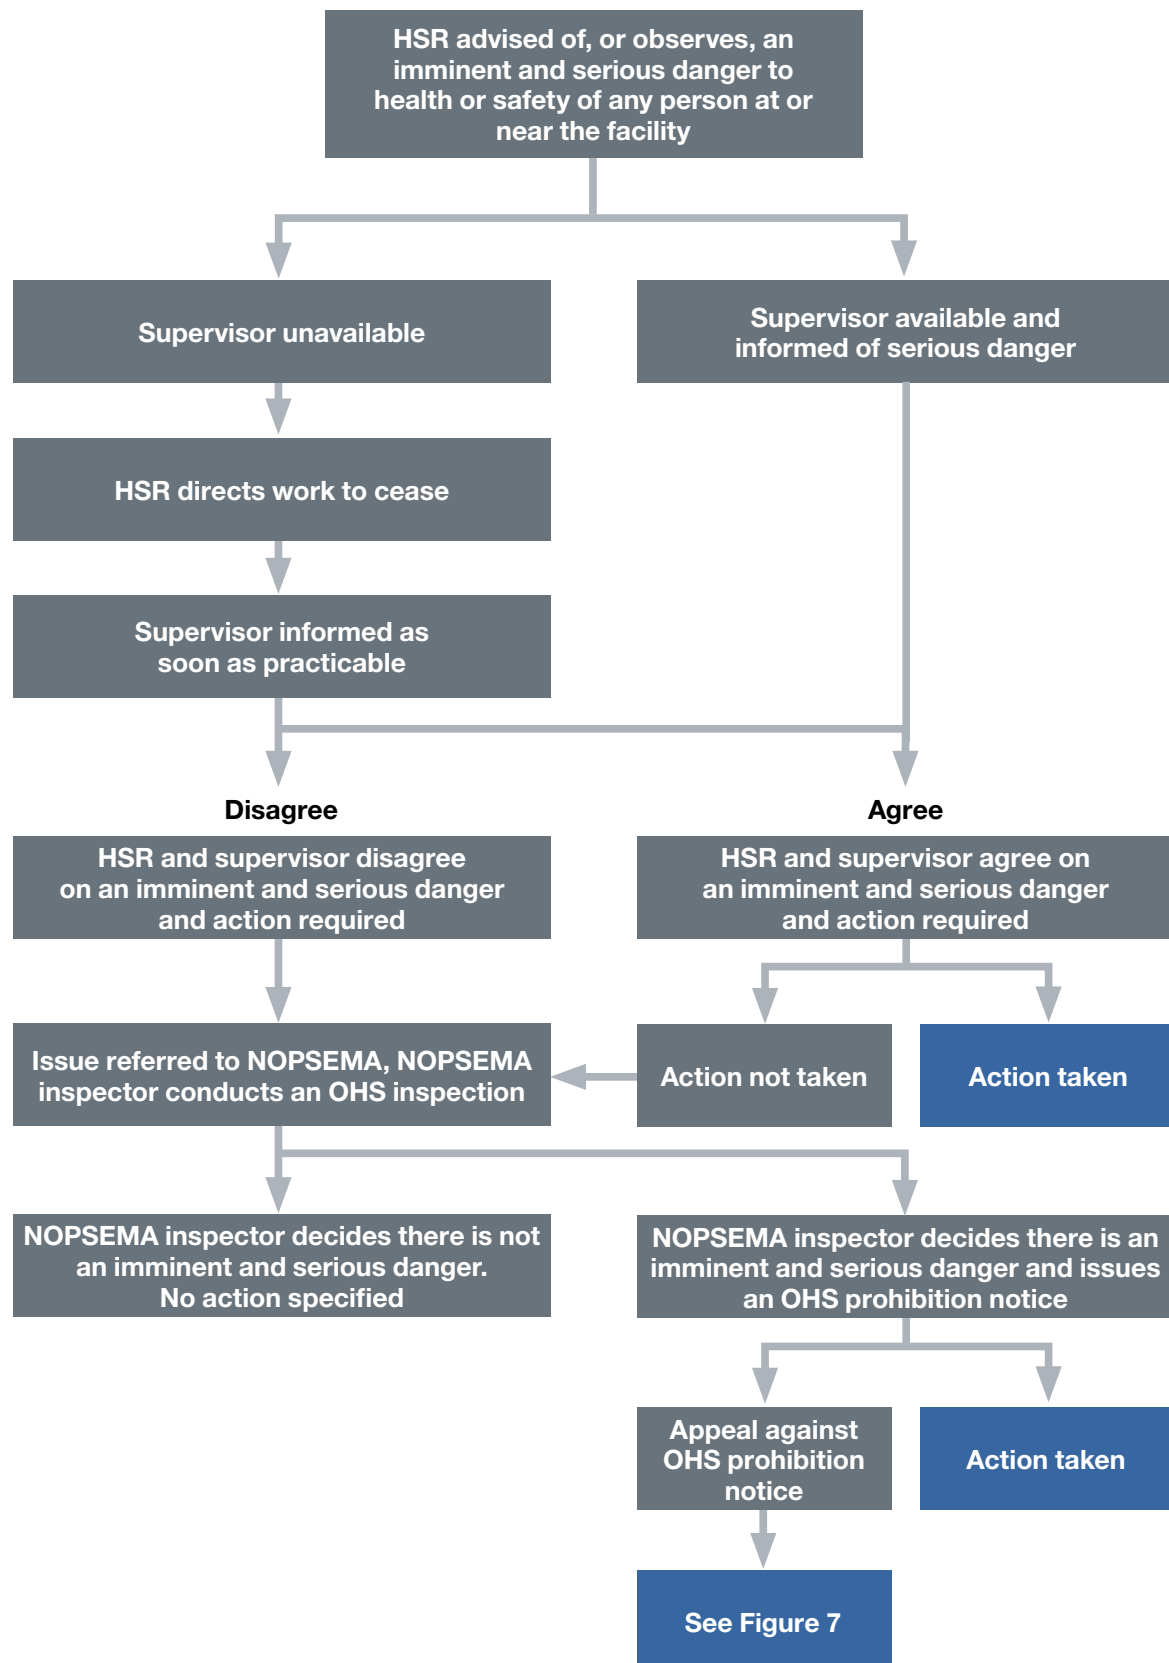 HSR advised of, or observes, an
imminent and serious danger to
health or safety of any person at or
near the facility
Supervisor unavailable
Supervisor available and
informed of serious danger
HSR directs work to cease
Supervisor informed as
soon as practicable
Disagree
Agree
HSR and supervisor disagree
on an imminent and serious danger
and action required
HSR and supervisor agree on
an imminent and serious danger
and action required
Issue referred to NOPSEMA, NOPSEMA
inspector conducts an OHS inspection
Action not taken
Action taken
NOPSEMA inspector decides there is not
an imminent and serious danger.
No action specified
NOPSEMA inspector decides there is an
imminent and serious danger and issues
an OHS prohibition notice
Appeal against
OHS prohibition
notice
Action taken
See Figure 7